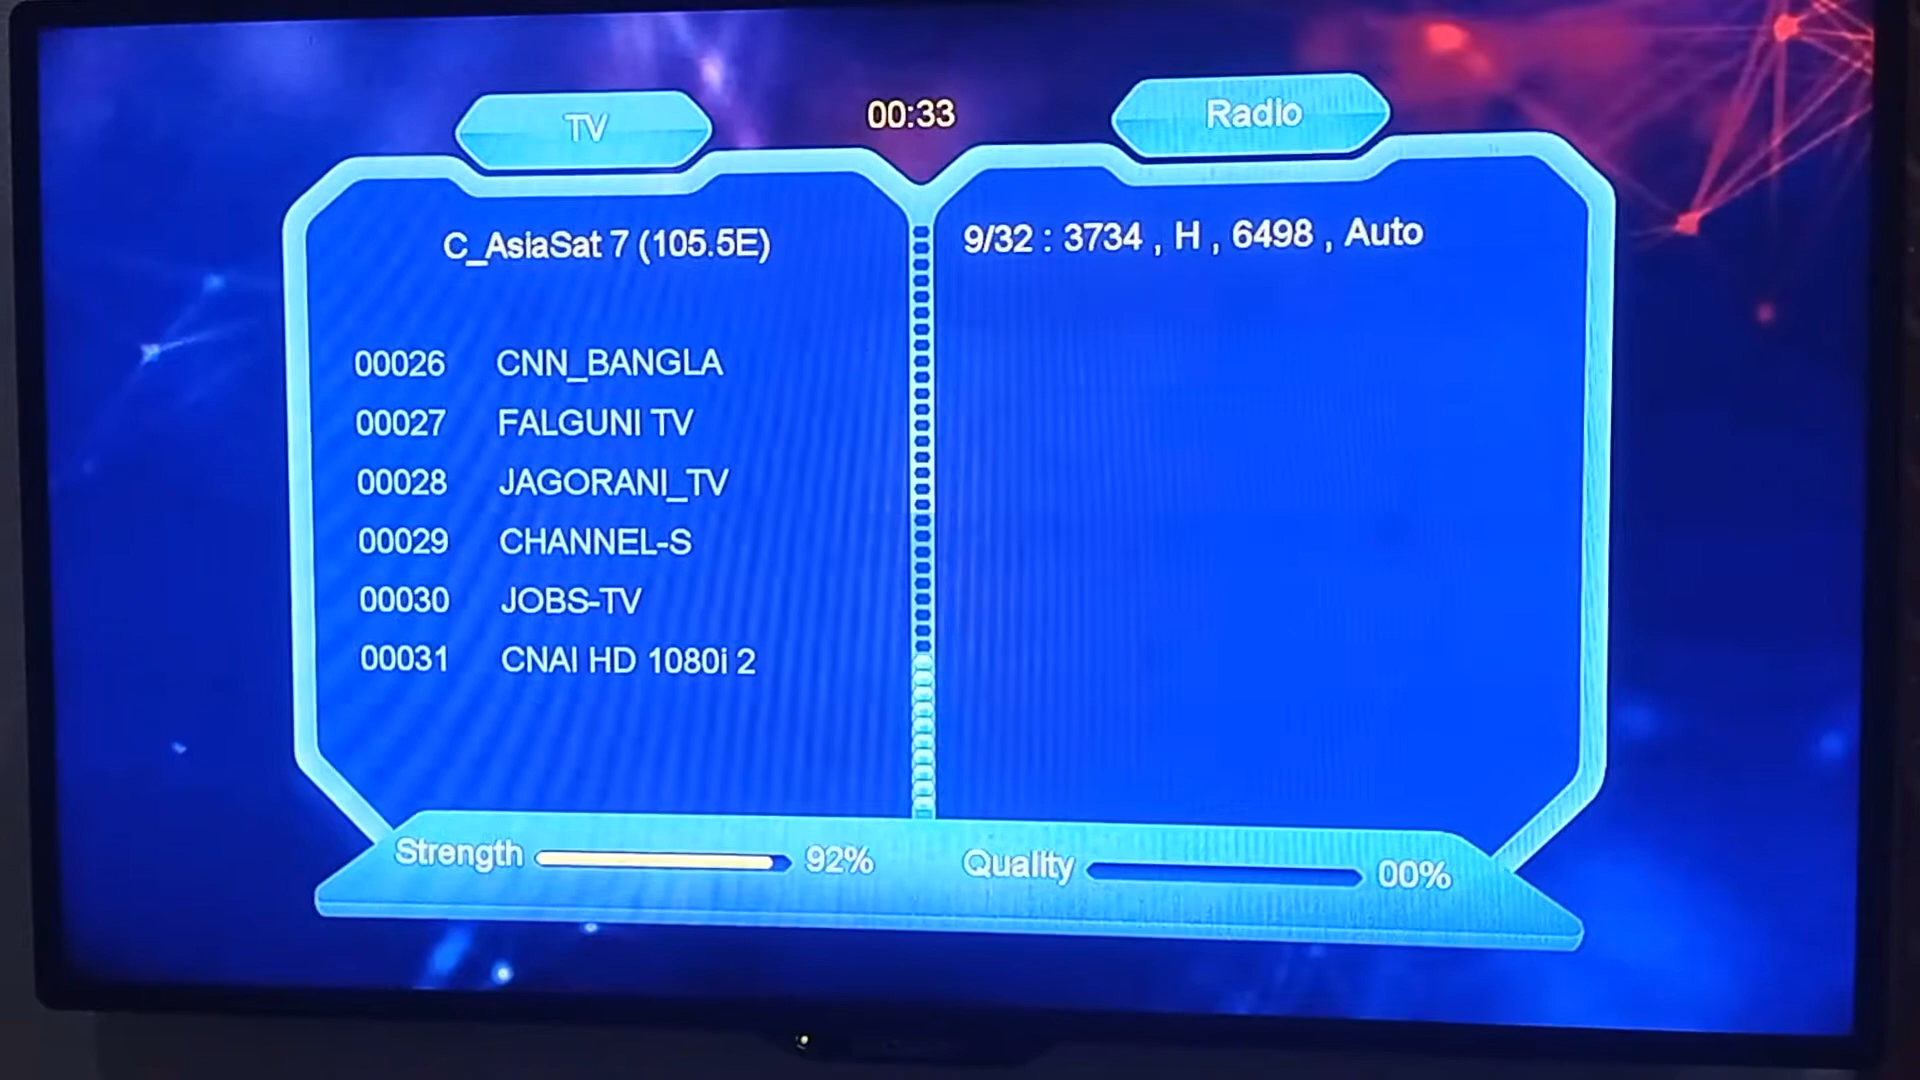 TV
00:33
Radio
C_AsiaSat 7 (105.5E)
9/32 : 3734 , H , 6498 , Auto
00026 CNN_BANGLA
00027 FALGUNI TV
00028 JAGORANI_TV
00029 CHANNEL-S
00030 JOBS-TV
00031 CNAI HD 1080i 2
Strength 92%
Quality 00%